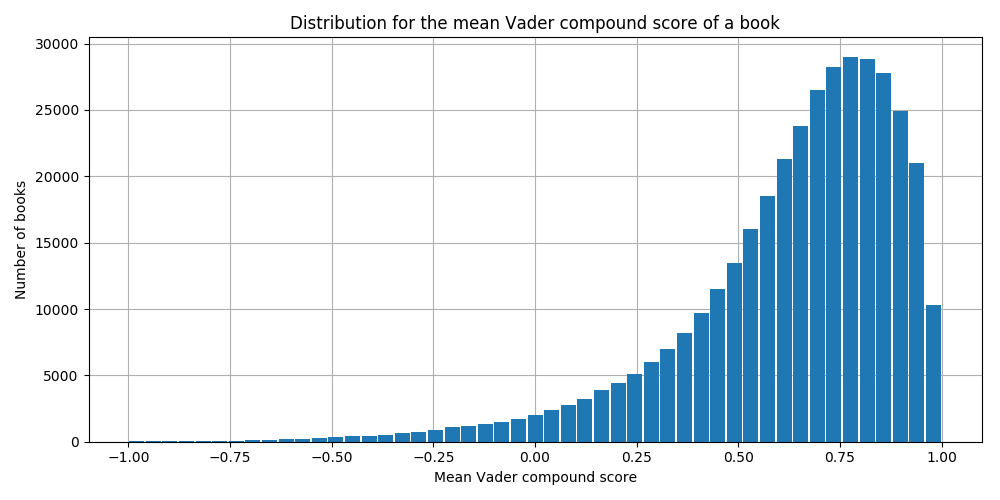 Distribution for the mean Vader compound score of a book
30000
25000
20000
15000
10000
5000
0
Number of books
−1.00 −0.75 −0.50 −0.25 0.00 0.25 0.50 0.75 1.00
Mean Vader compound score